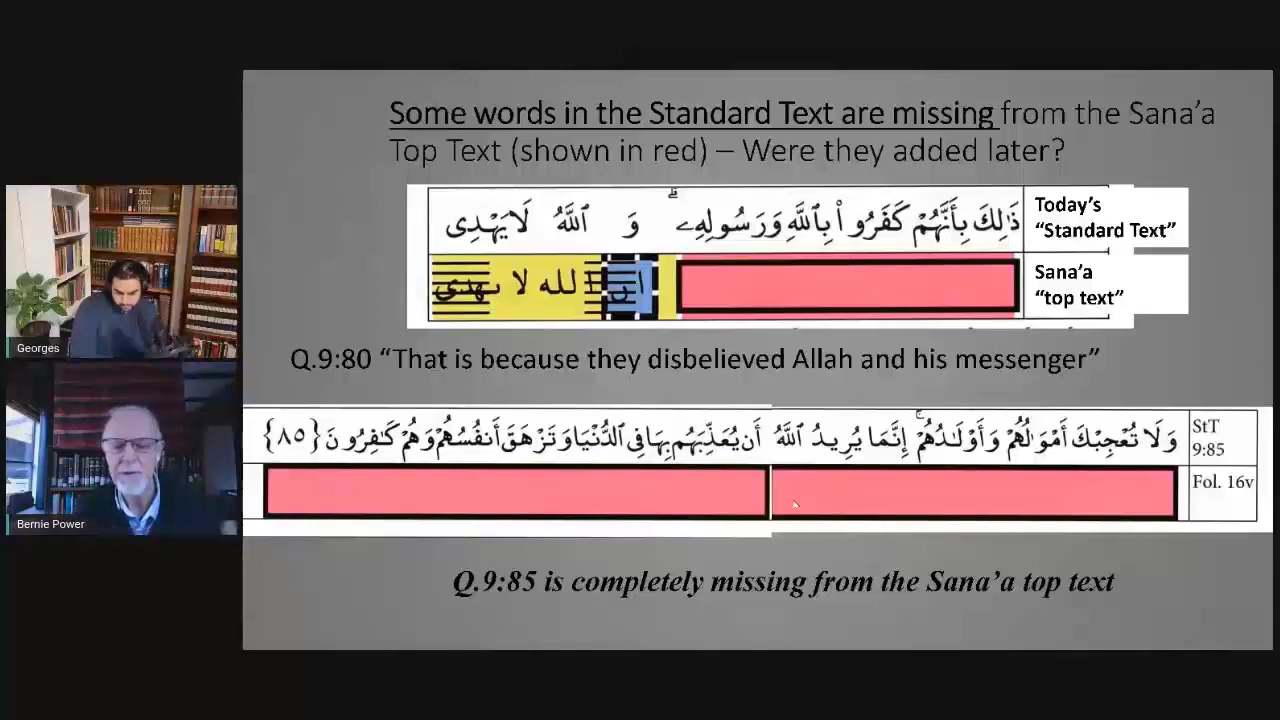 Some words in the Standard Text are missing from the Sana’a
Top Text (shown in red) – Were they added later?
ذَٰلِكَ بِأَنَّهُمْ كَفَرُوا۟ بِٱللَّهِ وَرَسُولِهِۦ ۗ وَ ٱللَّهُ لَا يَهْدِى
Today’s
“Standard Text”
ا ن ا لله لا ىهدى
Sana’a
“top text”
Georges
Q.9:80 “That is because they disbelieved Allah and his messenger”
وَلَا تُعْجِبْكَ أَمْوَٰلُهُمْ وَأَوْلَـٰدُهُمْ ۚ إِنَّمَا يُرِيدُ ٱللَّهُ أَن يُعَذِّبَهُم بِهَا فِى ٱلدُّنْيَا وَتَزْهَقَ أَنفُسُهُمْ وَهُمْ كَـٰفِرُونَ {٨٥}
StT
9:85
Fol. 16v
Bernie Power
Q.9:85 is completely missing from the Sana’a top text